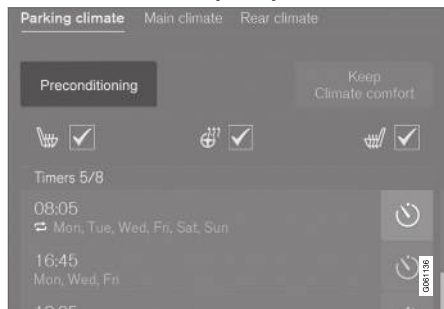 Parking climate Main climate Rear climate
Preconditioning
Keep
Climate comfort
Timers 5/8
08:05
Mon, Tue, Wed, Fri, Sat, Sun
16:45
Mon, Wed, Fri
G061136